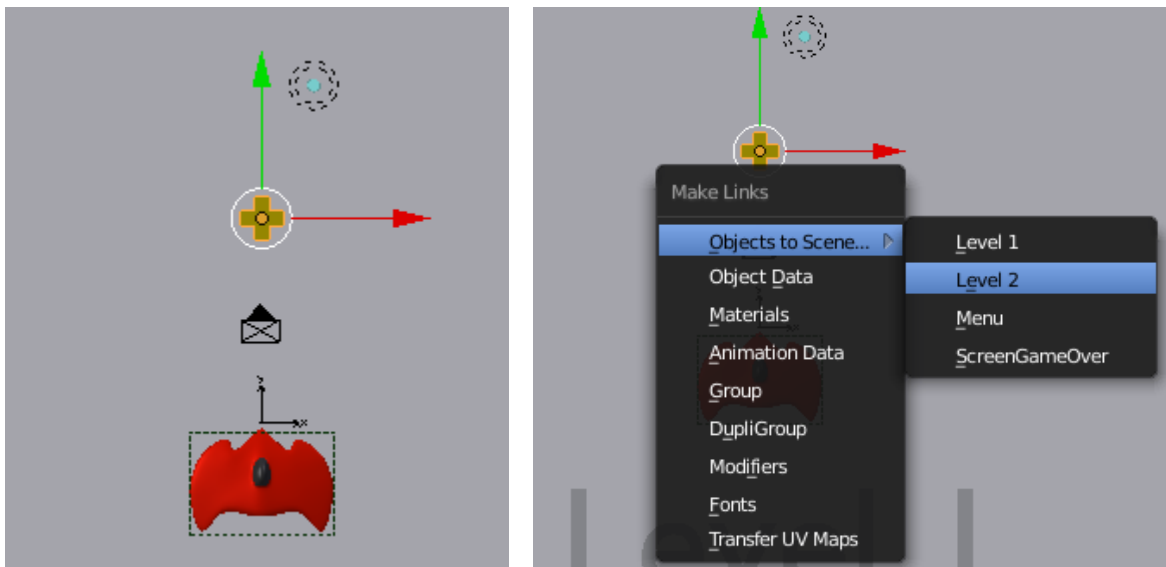 Make Links
Objects to Scene...
Object Data
Materials
Animation Data
Group
DupliGroup
Modifiers
Fonts
Transfer UV Maps
Level 1
Level 2
Menu
ScreenGameOver
y
x